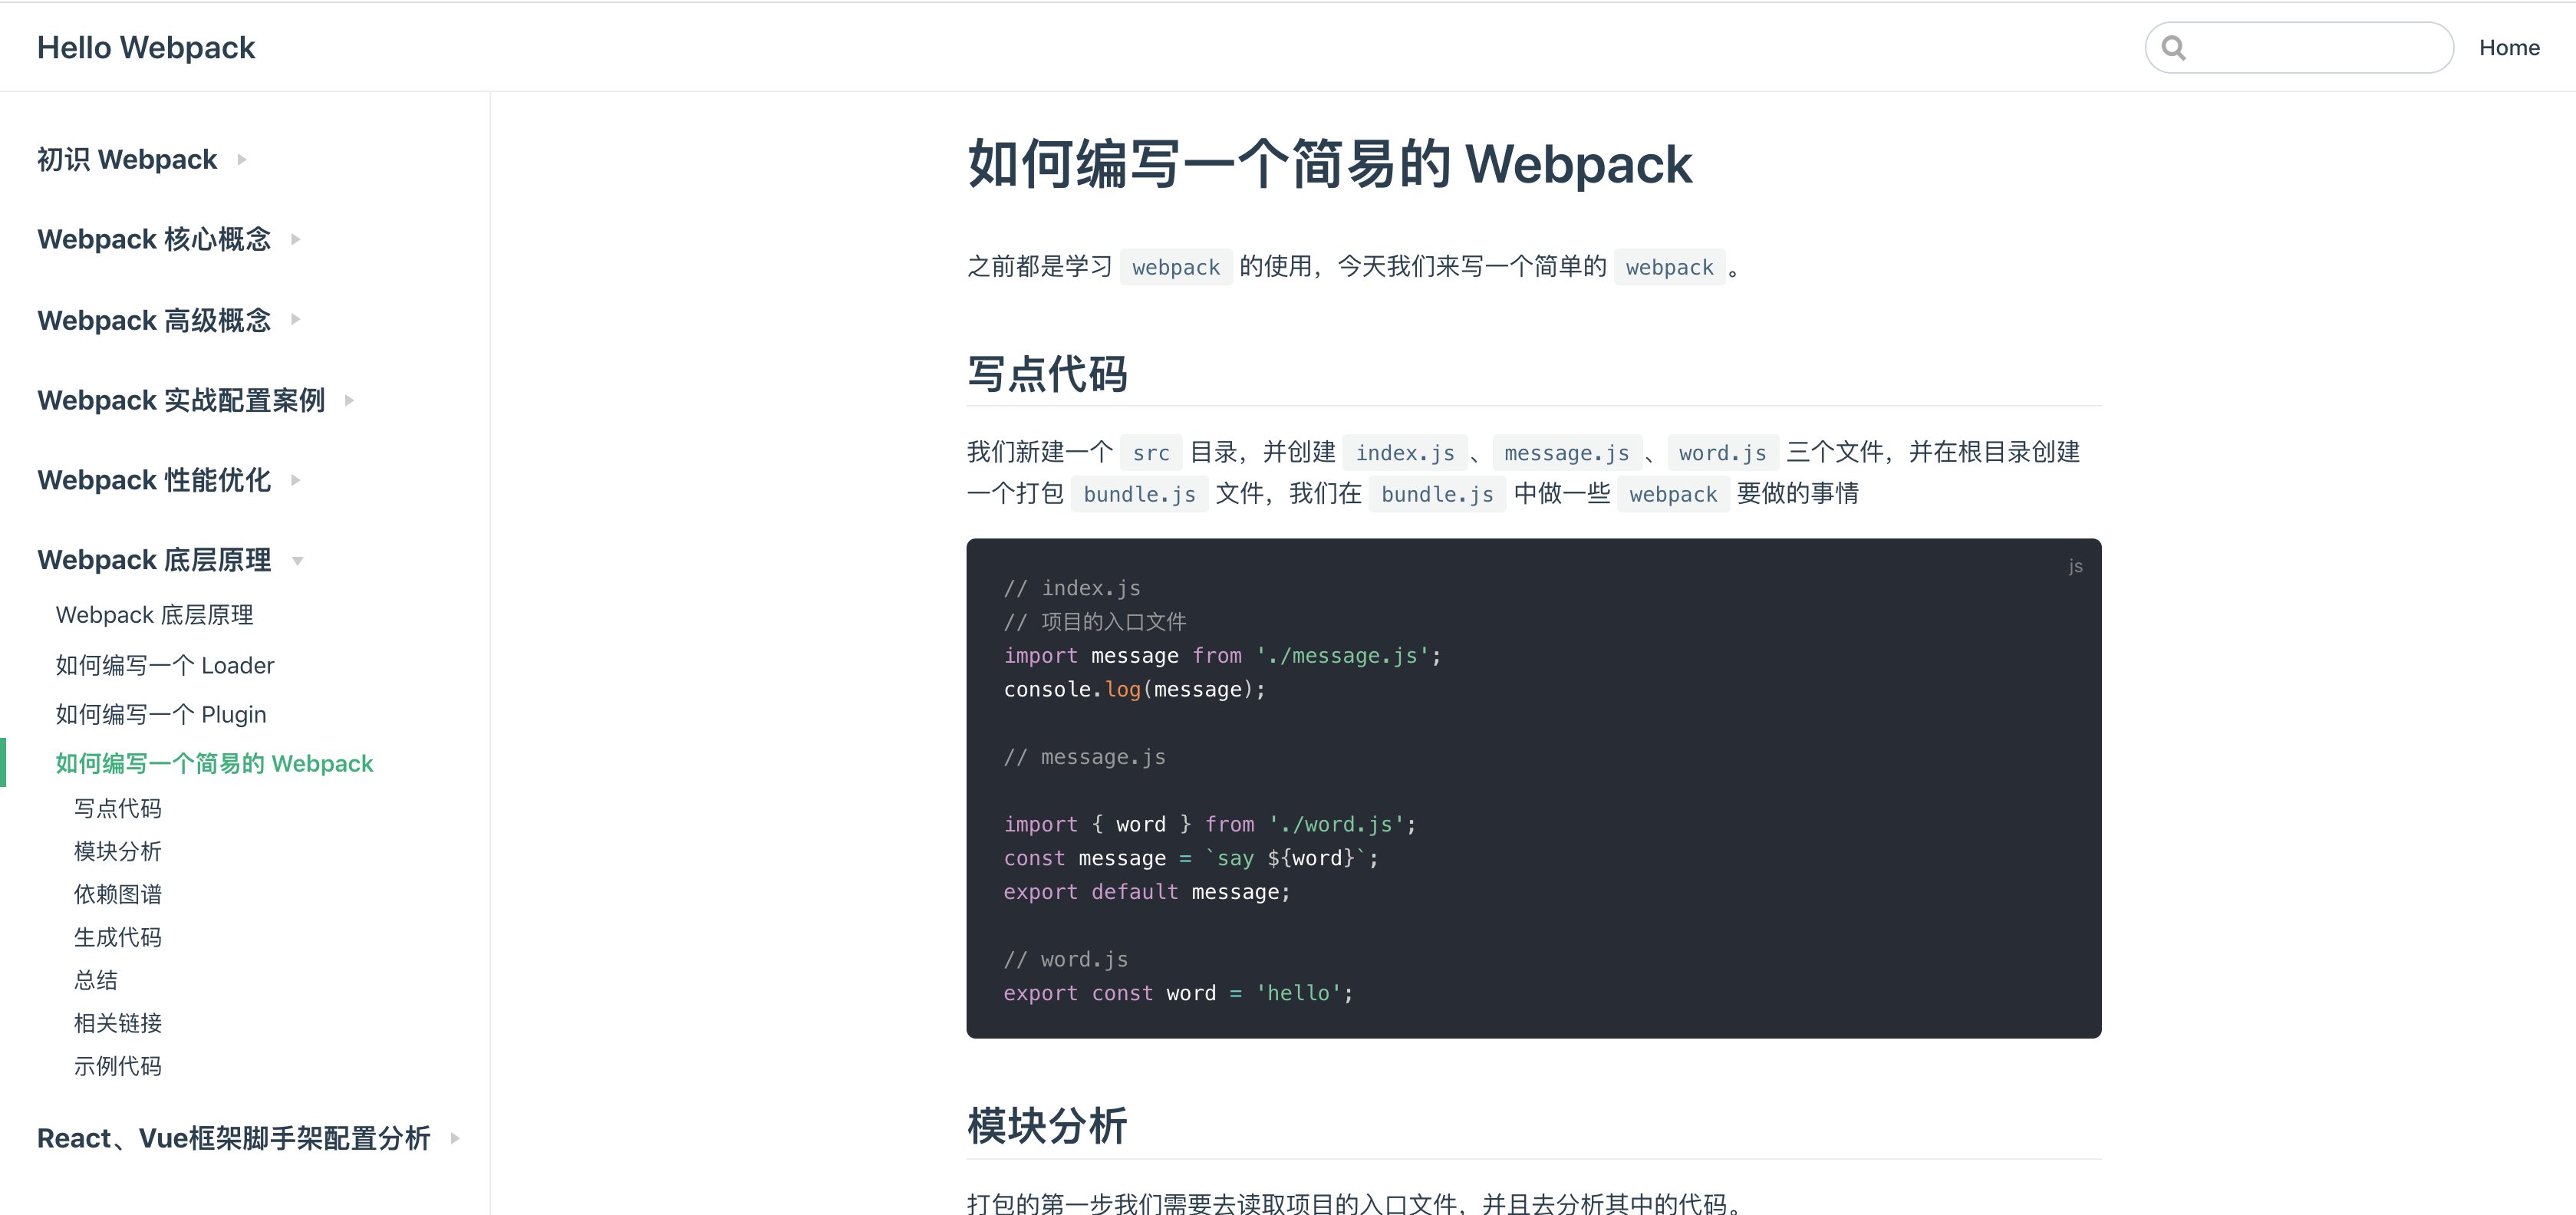 Hello Webpack
Home
初识 Webpack
Webpack 核心概念
Webpack 高级概念
Webpack 实战配置案例
Webpack 性能优化
Webpack 底层原理
Webpack 底层原理
如何编写一个 Loader
如何编写一个 Plugin
如何编写一个简易的 Webpack
写点代码
模块分析
依赖图谱
生成代码
总结
相关链接
示例代码
React、Vue框架脚手架配置分析
如何编写一个简易的 Webpack
之前都是学习 webpack 的使用，今天我们来写一个简单的 webpack 。
写点代码
我们新建一个 src 目录，并创建 index.js 、 message.js 、 word.js 三个文件，并在根目录创建
一个打包 bundle.js 文件，我们在 bundle.js 中做一些 webpack 要做的事情
js
// index.js
// 项目的入口文件
import message from './message.js';
console.log(message);
// message.js
import { word } from './word.js';
const message = `say ${word}`;
export default message;
// word.js
export const word = 'hello';
模块分析
打包的第一步我们需要去读取项目的入口文件，并且去分析其中的代码。